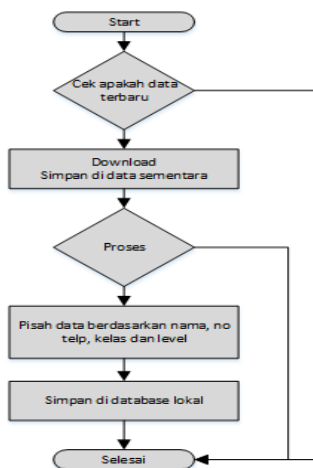 Start
Cek apakah data
terbaru
Download
Simpan di data sementara
Proses
Pisah data berdasarkan nama, no
telp, kelas dan level
Simpan di database lokal
Selesai